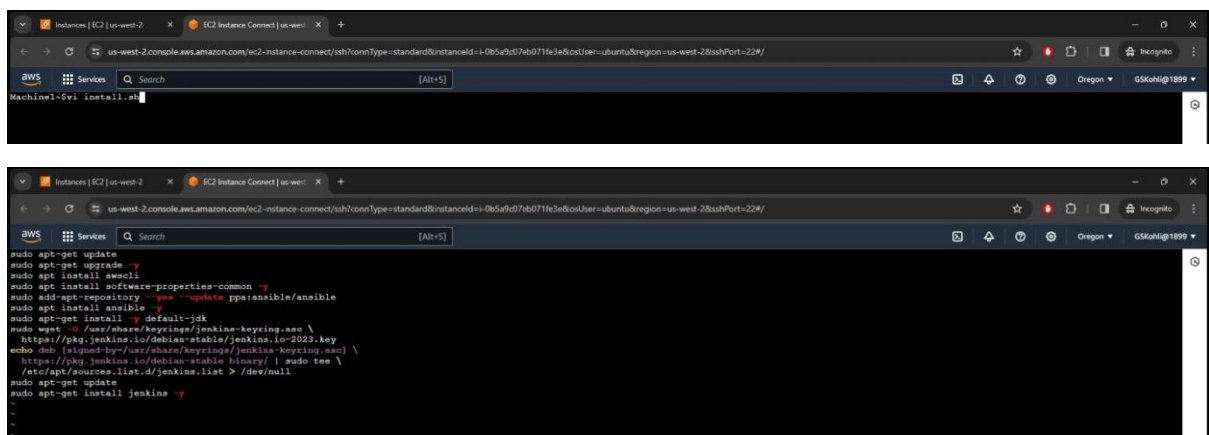 Instances | EC2 | us-west-2 × EC2 Instance Connect | us-west × +
us-west-2.console.aws.amazon.com/ec2-instance-connect/ssh?connType=standard&instanceId=i-0b5a9c07eb071fe3e&osUser=ubuntu&region=us-west-2&sshPort=22#/ Incognito
aws Services Search [Alt+S] Oregon GSKohli@1899
Machine1~$vi install.sh
Instances | EC2 | us-west-2 × EC2 Instance Connect | us-west × +
us-west-2.console.aws.amazon.com/ec2-instance-connect/ssh?connType=standard&instanceId=i-0b5a9c07eb071fe3e&osUser=ubuntu&region=us-west-2&sshPort=22#/ Incognito
aws Services Search [Alt+S] Oregon GSKohli@1899
sudo apt-get update
sudo apt-get upgrade -y
sudo apt install awscli
sudo apt install software-properties-common -y
sudo add-apt-repository --yes --update ppa:ansible/ansible
sudo apt install ansible -y
sudo apt-get install -y default-jdk
sudo wget -O /usr/share/keyrings/jenkins-keyring.asc \
https://pkg.jenkins.io/debian-stable/jenkins.io-2023.key
echo deb [signed-by=/usr/share/keyrings/jenkins-keyring.asc] \
https://pkg.jenkins.io/debian-stable binary/ | sudo tee \
/etc/apt/sources.list.d/jenkins.list > /dev/null
sudo apt-get update
sudo apt-get install jenkins -y
~
~
~